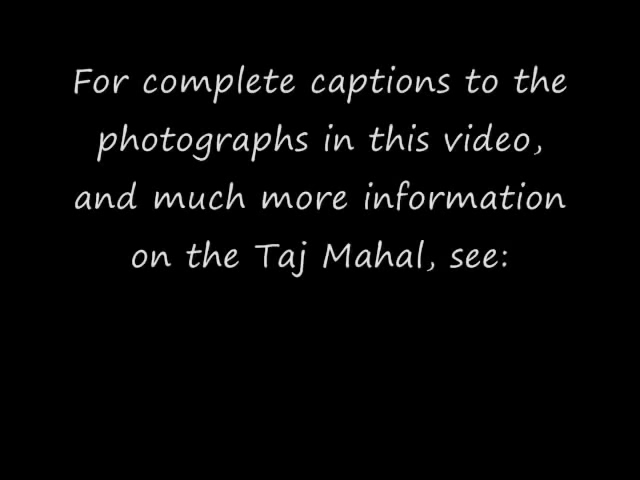 For complete captions to the
photographs in this video,
and much more information
on the Taj Mahal, see: